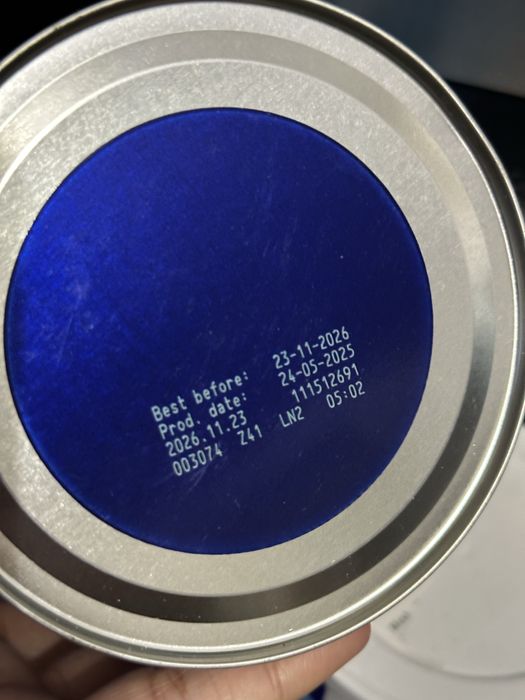 Best before: 23-11-2026
Prod. date: 24-05-2025
2026.11.23 111512691
003074 Z41 LN2 05:02